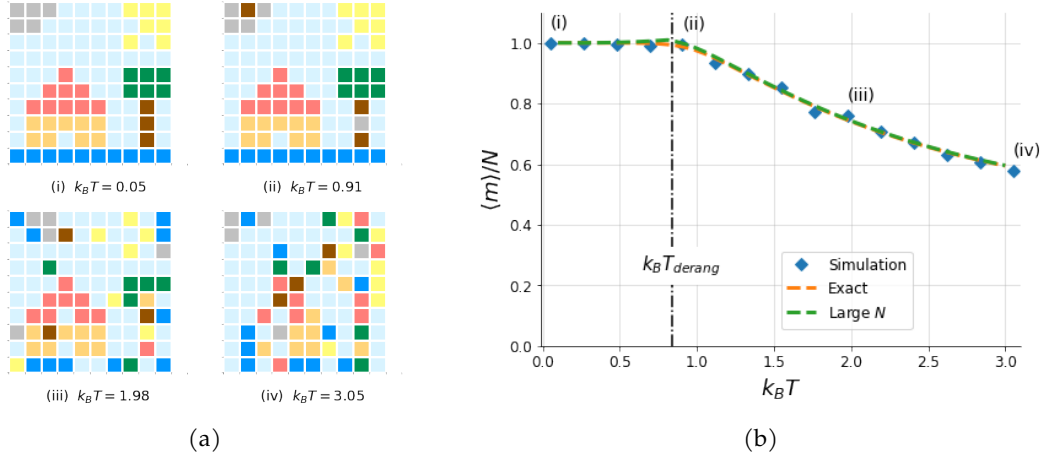 (i) k_BT = 0.05
(ii) k_BT = 0.91
(iii) k_BT = 1.98
(iv) k_BT = 3.05
(a)
⟨m⟩/N
1.0
0.8
0.6
0.4
0.2
0.0
(i)
(ii)
(iii)
(iv)
k_BT_derang
Simulation
Exact
Large N
0.0
0.5
1.0
1.5
2.0
2.5
3.0
k_BT
(b)